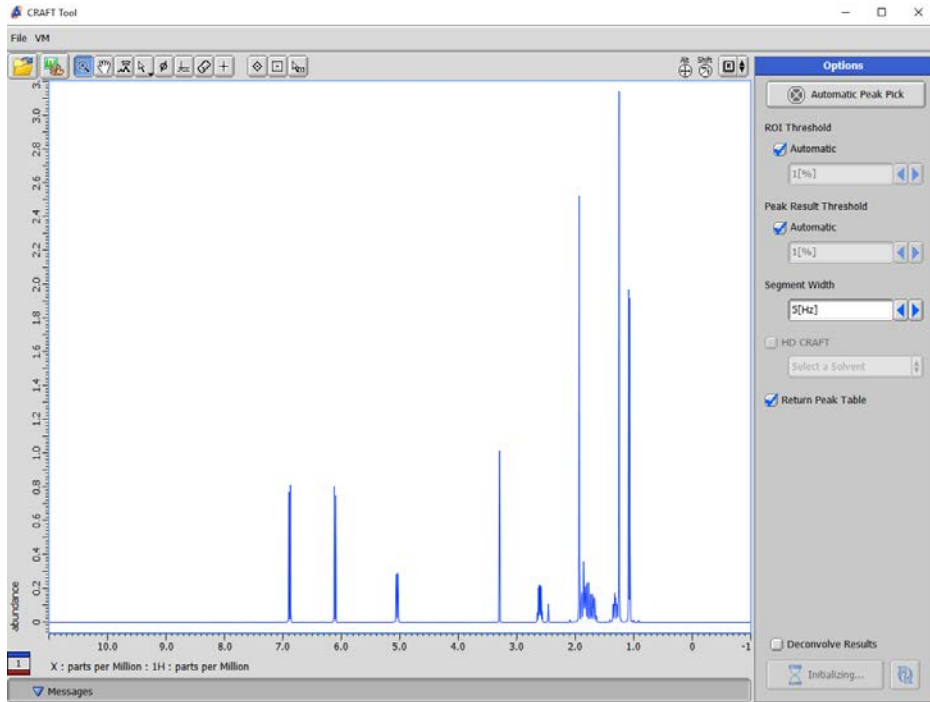 CRAFT Tool
File VM
Alt Shift
Options
Automatic Peak Pick
ROI Threshold
Automatic
1[%]
Peak Result Threshold
Automatic
1[%]
Segment Width
5[Hz]
HD CRAFT
Select a Solvent
Return Peak Table
3.0
2.8
2.6
2.4
2.2
2.0
1.8
1.6
1.4
1.2
1.0
0.8
0.6
0.4
0.2
0
abundance
10.0 9.0 8.0 7.0 6.0 5.0 4.0 3.0 2.0 1.0 0 -1
1
X : parts per Million : 1H : parts per Million
Deconvolve Results
Initializing...
Messages